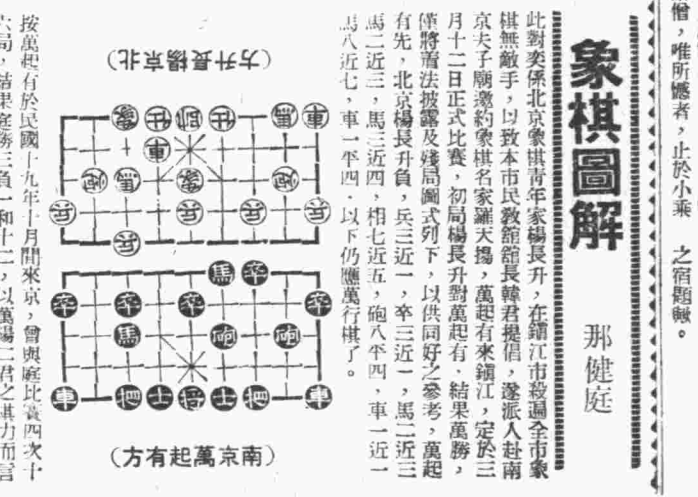 僧，唯所憾者，止於小乘　之宿題瞰。
象棋圖解
那健庭
此對奕係北京象棋青年家楊長升，在鎮江市殺遍全市象
棋無敵手，以致本市民敎舘舘長韓君提倡，遂派人赴南
京夫子廟邀約象棋名家羅天揚，萬起有來鎭江，定於三
月十二日正式比賽，初局楊長升對萬起有，結果萬勝，
僅將着法披露及殘局圖式列下，以供同好之參考，萬起
有先，北京楊長升負，兵三近一，卒三近一，馬二近三
馬二近三，馬三近四，相七近五，砲八平四，車一近一
馬八近七，車一平四·以下仍應萬行棋了。
（北京楊長升方）
（南京萬起有方）
按萬起有於民國十九年十月間來京，曾與庭比賽四次十
六局，結果庭勝三負一和十二，以萬楊二君之棋力而言